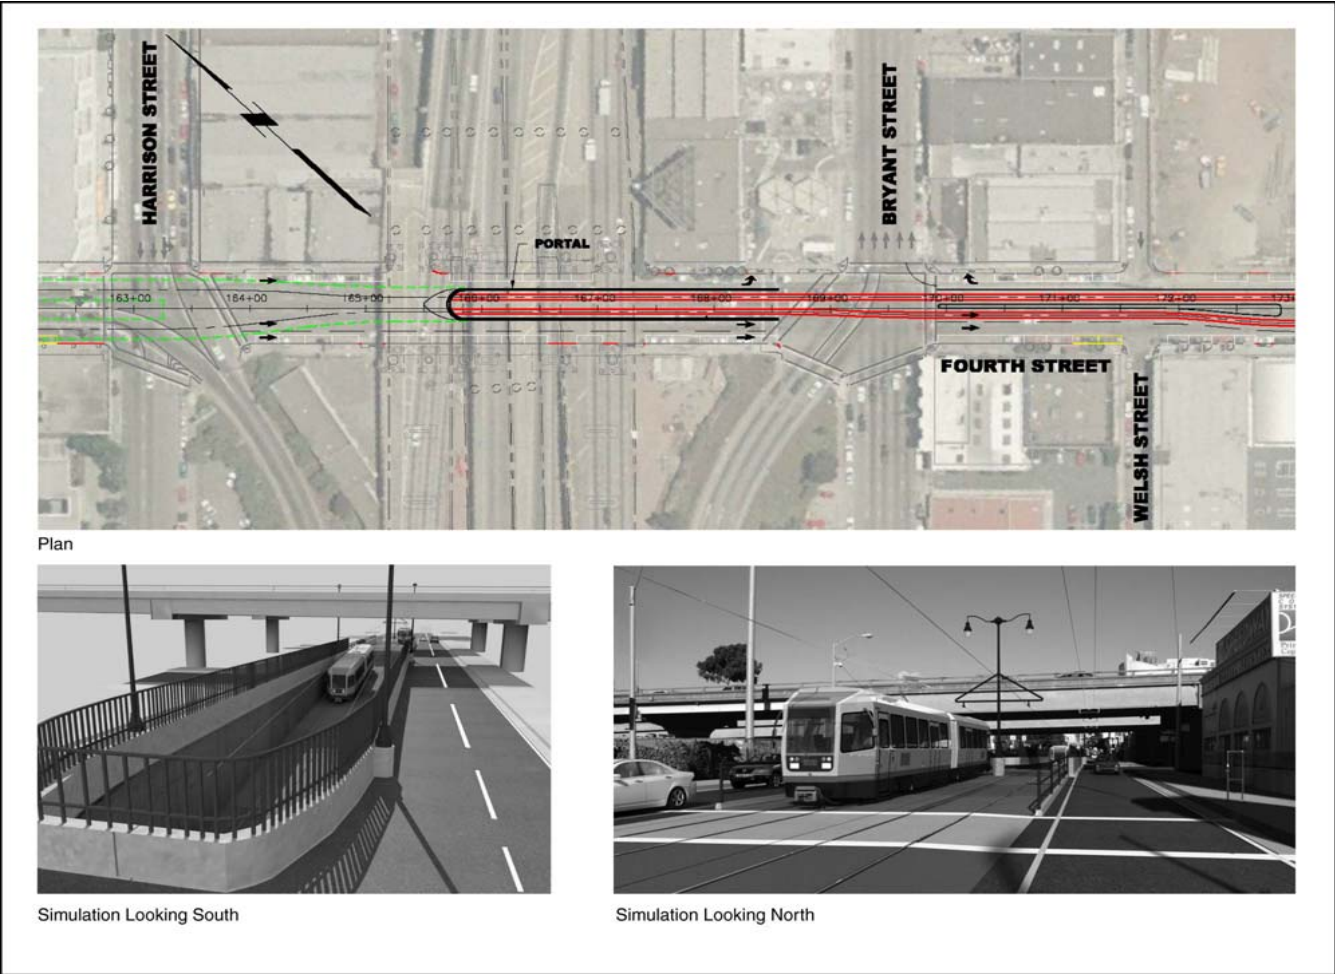 HARRISON STREET
BRYANT STREET
PORTAL
163+00
164+00
165+00
166+00
167+00
168+00
169+00
170+00
171+00
172+00
FOURTH STREET
WELSH STREET
Plan
Simulation Looking South
Simulation Looking North